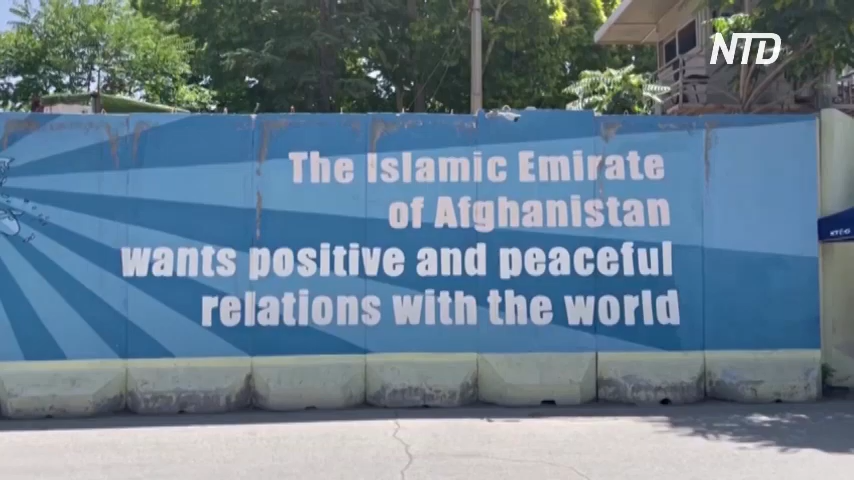 NTD
The Islamic Emirate
of Afghanistan
wants positive and peaceful
relations with the world